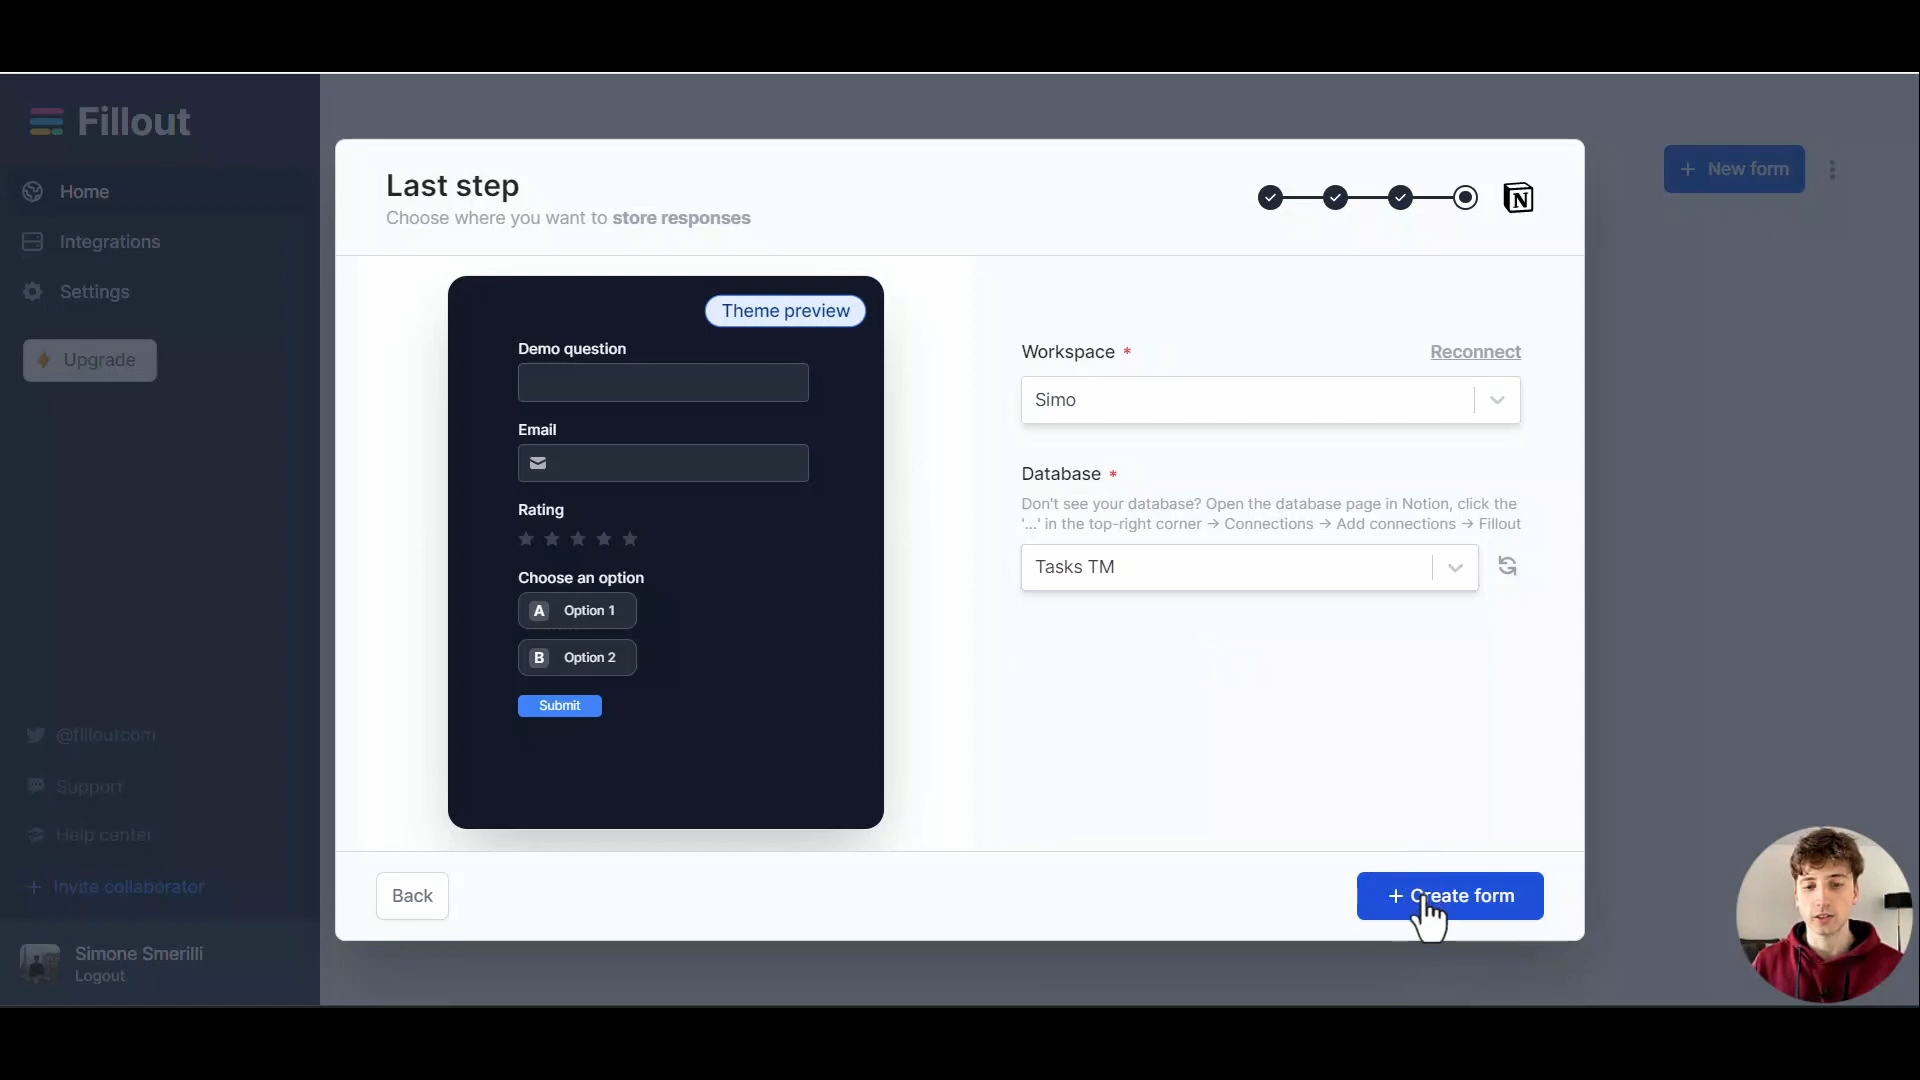 Fillout
Home
Integrations
Settings
Upgrade
@filloutcom
Support
Help center
+ Invite collaborator
Simone Smerilli
Logout
+ New form
Last step
Choose where you want to store responses
N
Theme preview
Demo question
Email
Rating
Choose an option
A Option 1
B Option 2
Submit
Workspace *
Reconnect
Simo
Database *
Don't see your database? Open the database page in Notion, click the
'...' in the top-right corner → Connections → Add connections → Fillout
Tasks TM
Back
+ Create form